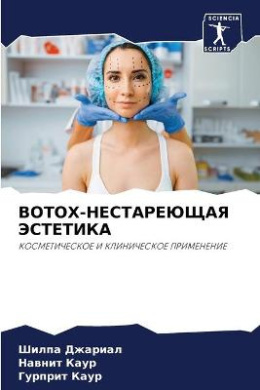 SCIENCIA
SCRIPTS
BOTOX-НЕСТАРЕЮЩАЯ
ЭСТЕТИКА
КОСМЕТИЧЕСКОЕ И КЛИНИЧЕСКОЕ ПРИМЕНЕНИЕ
Шилпа Джариал
Навнит Каур
Гурприт Каур